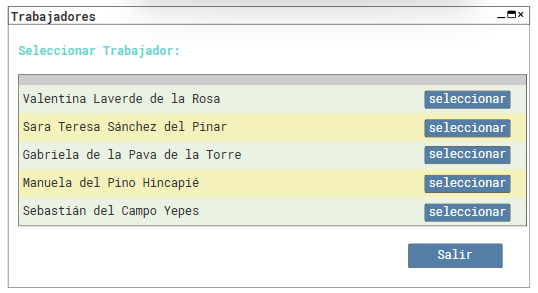 Trabajadores
Seleccionar Trabajador:
Valentina Laverde de la Rosa seleccionar
Sara Teresa Sánchez del Pinar seleccionar
Gabriela de la Pava de la Torre seleccionar
Manuela del Pino Hincapié seleccionar
Sebastián del Campo Yepes seleccionar
Salir